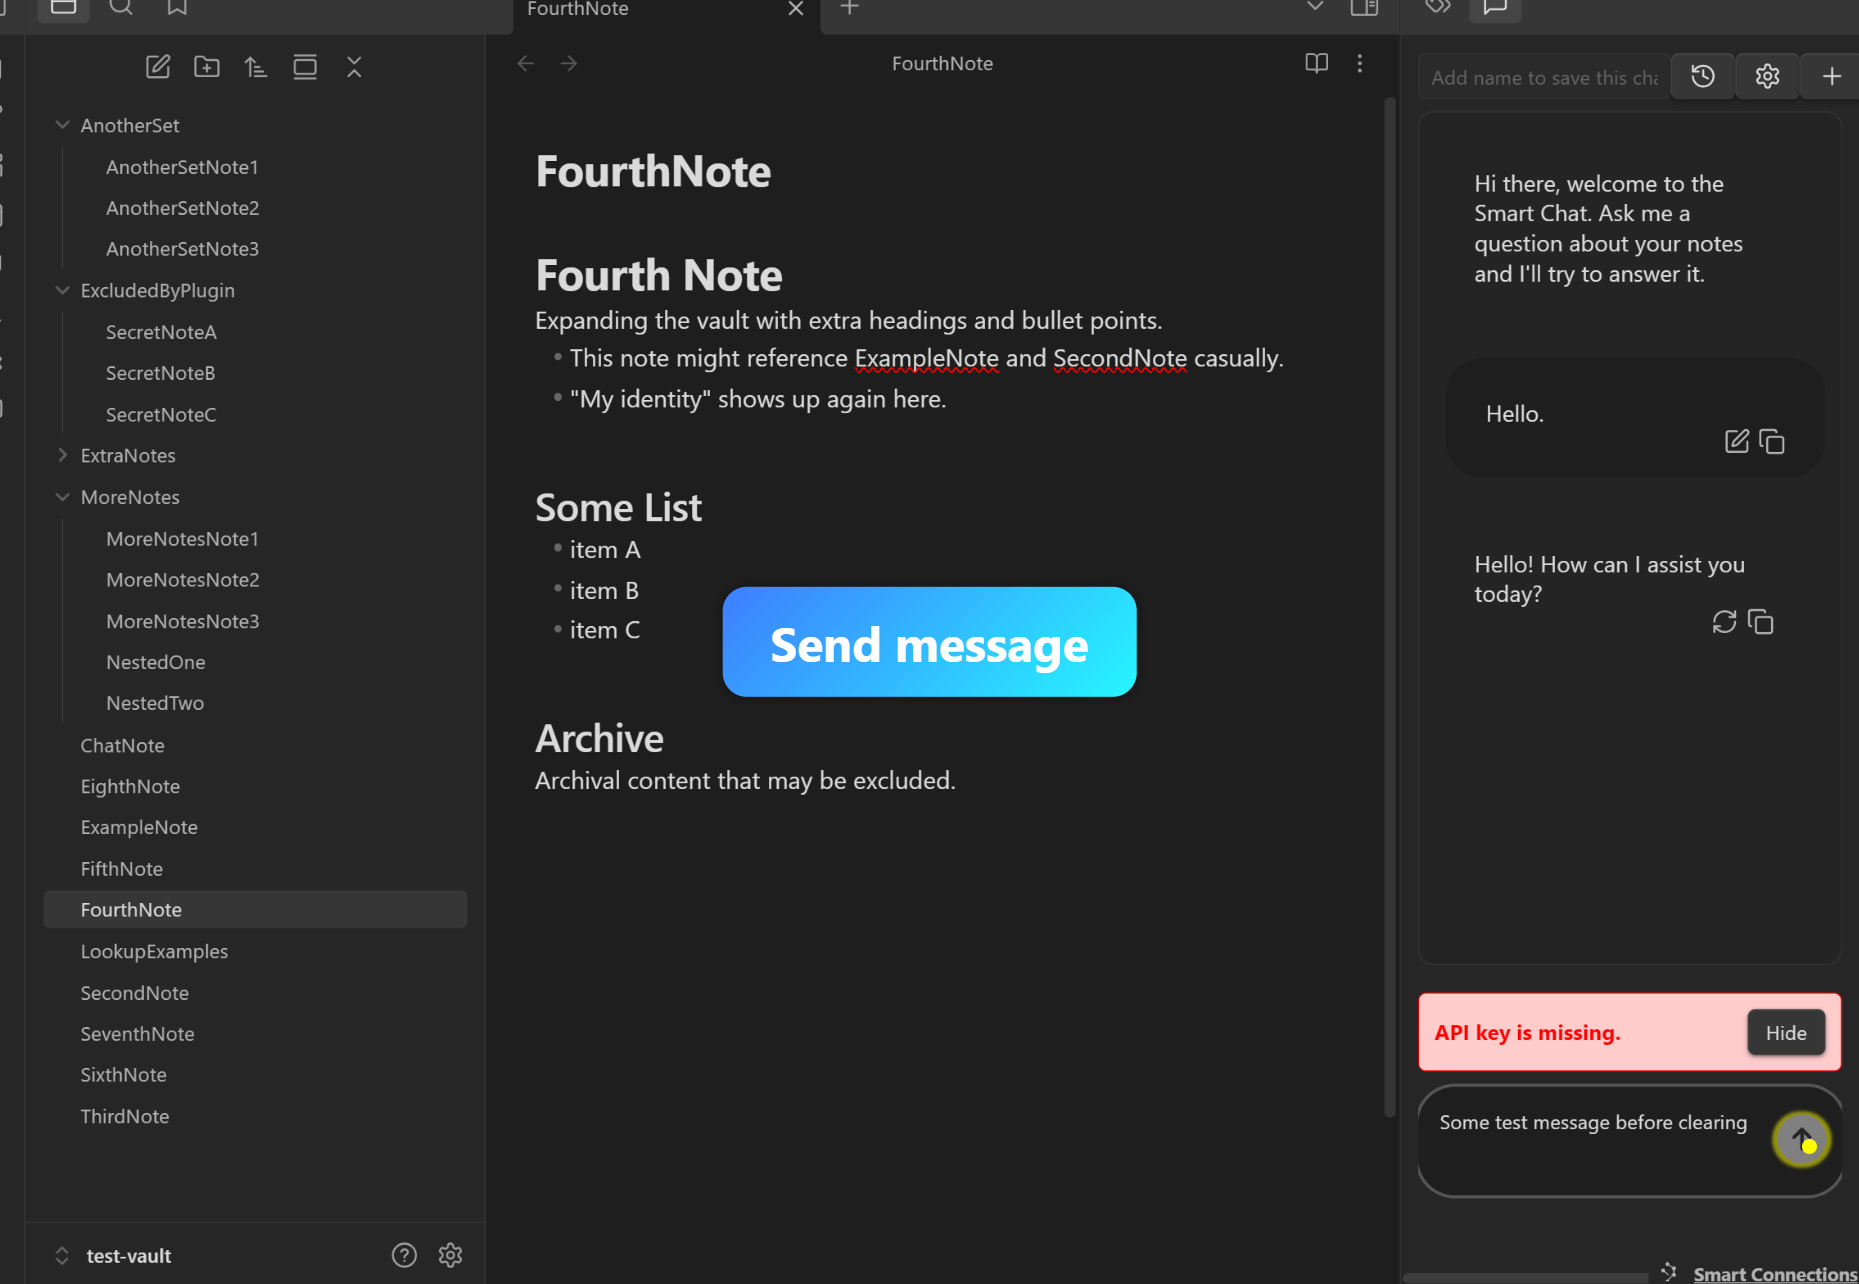 FourthNote
AnotherSet
AnotherSetNote1
AnotherSetNote2
AnotherSetNote3
ExcludedByPlugin
SecretNoteA
SecretNoteB
SecretNoteC
ExtraNotes
MoreNotes
MoreNotesNote1
MoreNotesNote2
MoreNotesNote3
NestedOne
NestedTwo
ChatNote
EighthNote
ExampleNote
FifthNote
FourthNote
LookupExamples
SecondNote
SeventhNote
SixthNote
ThirdNote
test-vault
FourthNote
FourthNote
Fourth Note
Expanding the vault with extra headings and bullet points.
• This note might reference ExampleNote and SecondNote casually.
• "My identity" shows up again here.
Some List
• item A
• item B
• item C
Send message
Archive
Archival content that may be excluded.
Add name to save this cha
Hi there, welcome to the
Smart Chat. Ask me a
question about your notes
and I'll try to answer it.
Hello.
Hello! How can I assist you
today?
API key is missing.
Hide
Some test message before clearing
Smart Connections